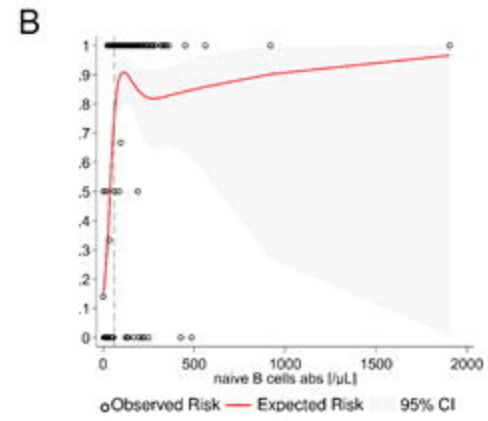 B
1
.9
.8
.7
.6
.5
.4
.3
.2
.1
0
0 500 1000 1500 2000
naive B cells abs [/µL]
Observed Risk Expected Risk 95% CI